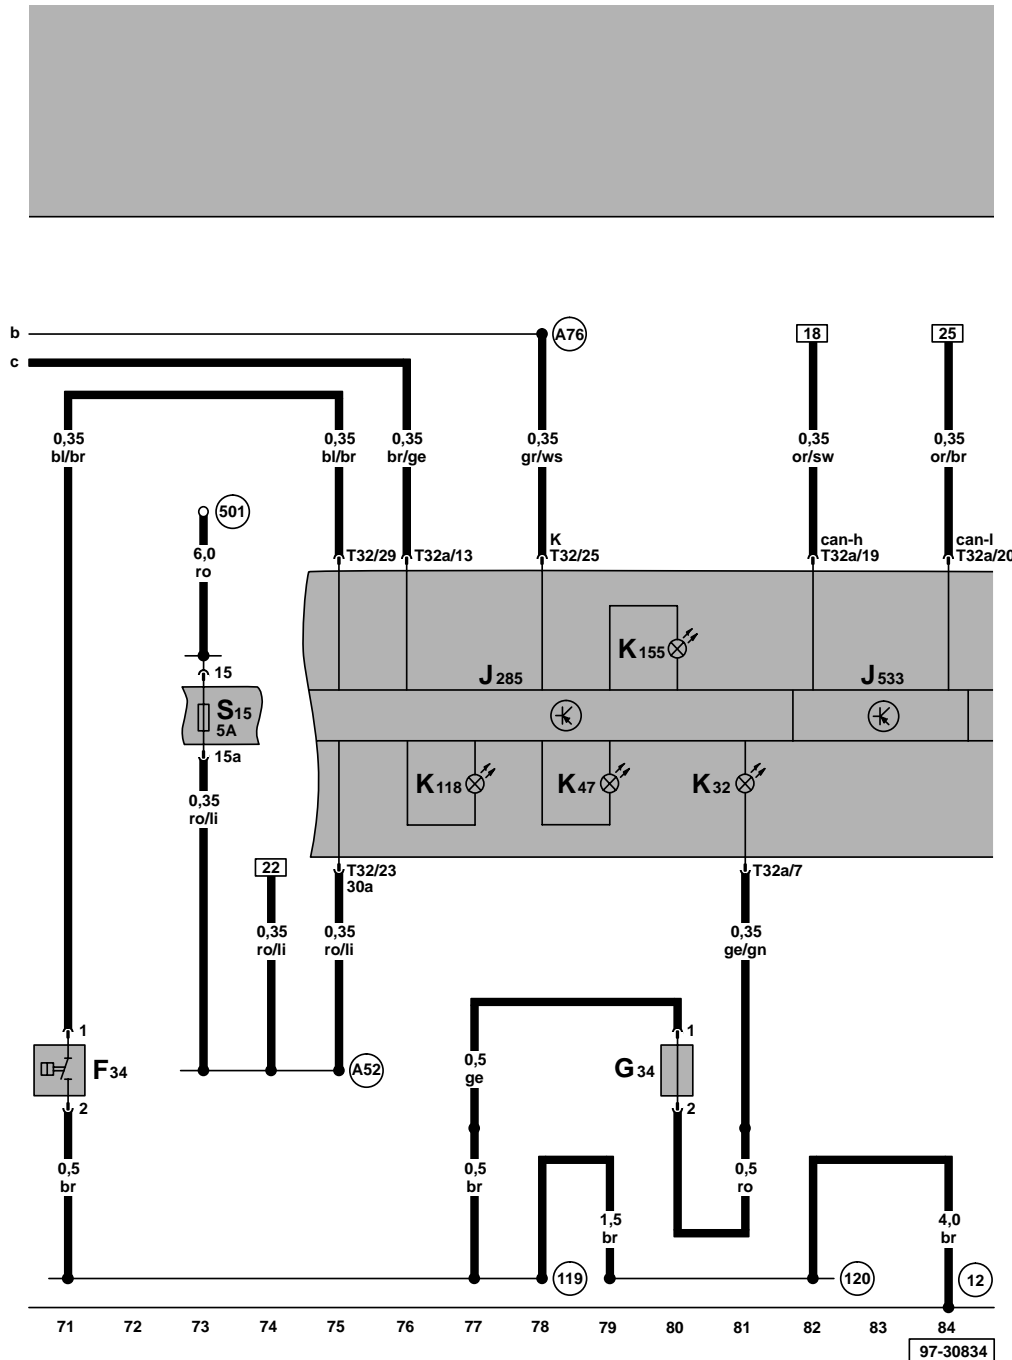 b
A76
18
25
c
0,35
bl/br
0,35
bl/br
0,35
br/ge
0,35
gr/ws
0,35
or/sw
0,35
or/br
501
6,0
ro
T32/29
T32a/13
K
T32/25
can-h
T32a/19
can-l
T32a/20
K155
15
J285
J533
S15
5A
15a
K118
K47
K32
0,35
ro/li
22
T32/23
30a
T32a/7
0,35
ro/li
0,35
ro/li
0,35
ge/gn
1
1
F34
A52
0,5
ge
G34
2
2
0,5
br
0,5
br
0,5
ro
1,5
br
4,0
br
119
120
12
71 72 73 74 75 76 77 78 79 80 81 82 83 84
97-30834